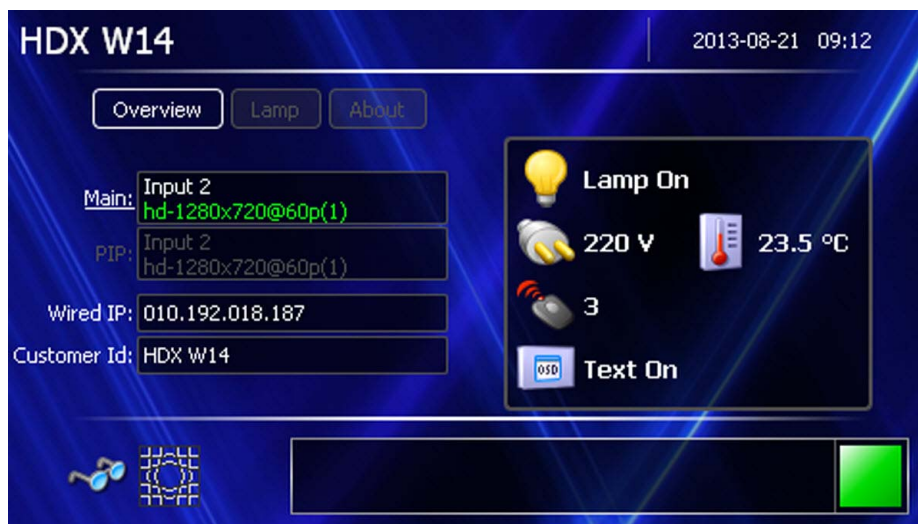 HDX W14
2013-08-21 09:12
Overview Lamp About
Main: Input 2
hd-1280x720@60p(1)
PIP: Input 2
hd-1280x720@60p(1)
Wired IP: 010.192.018.187
Customer Id: HDX W14
Lamp On
220 V 23.5 ºC
3
OSD Text On